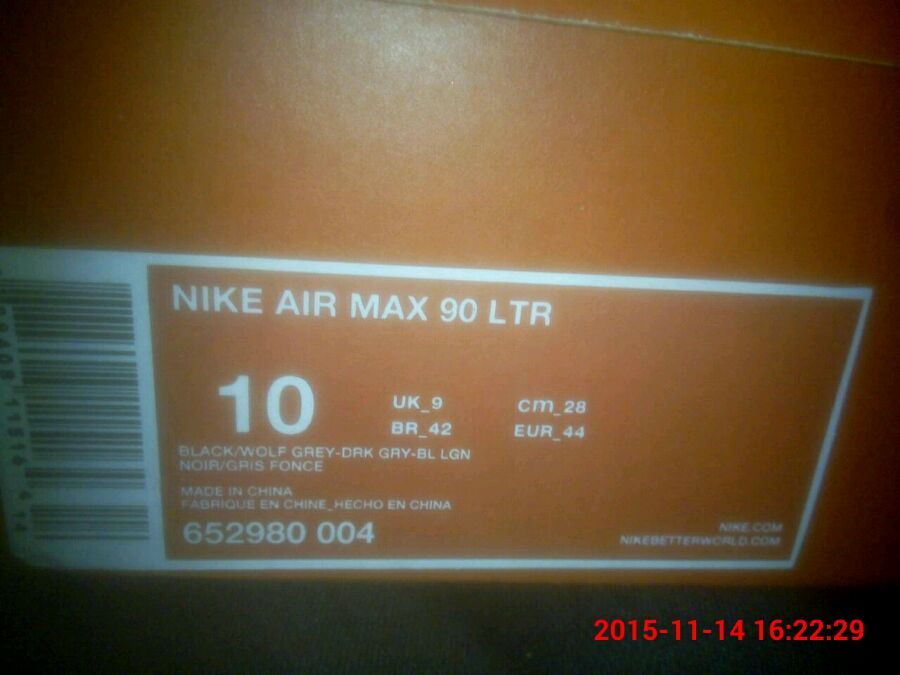 NIKE AIR MAX 90 LTR
10
UK_9
cm_28
BR_42
EUR_44
BLACK/WOLF GREY-DRK GRY-BL LGN
NOIR/GRIS FONCE
MADE IN CHINA
FABRIQUE EN CHINE_HECHO EN CHINA
652980 004
NIKE.COM
NIKEBETTERWORLD.COM
2015-11-14 16:22:29